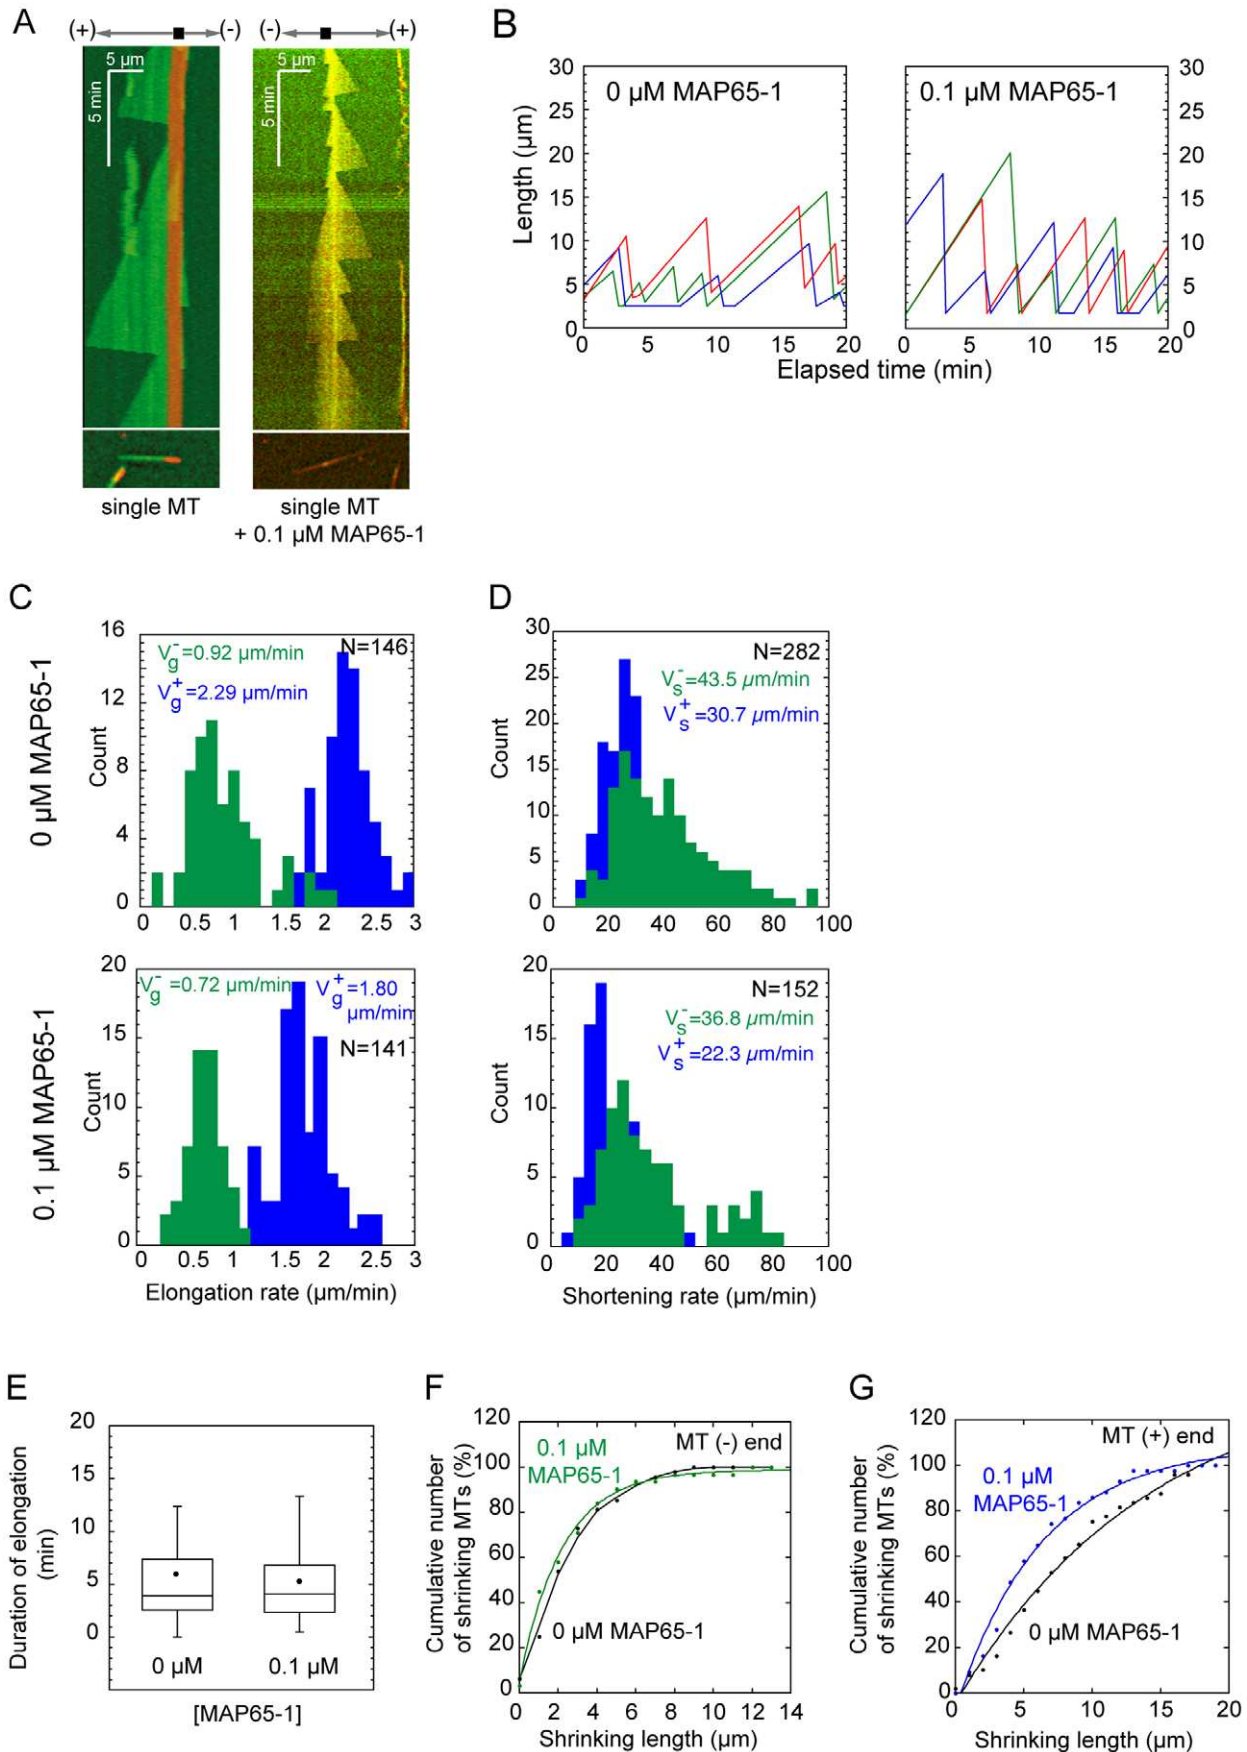 A
(+)
(-)
(-)
(+)
5 µm
5 min
5 µm
5 min
single MT
single MT
+ 0.1 µM MAP65-1
B
0 µM MAP65-1
0.1 µM MAP65-1
Length (µm)
30
25
20
15
10
5
0
30
25
20
15
10
5
0
0 5 10 15 20
0 5 10 15 20
Elapsed time (min)
C
0 µM MAP65-1
Count
16
12
8
4
0
N=146
Vg-=0.92 µm/min
Vg+=2.29 µm/min
0.5 1 1.5 2 2.5 3
0.1 µM MAP65-1
Count
20
15
10
5
0
Vg-=0.72 µm/min
Vg+=1.80
µm/min
N=141
0 0.5 1 1.5 2 2.5 3
Elongation rate (µm/min)
D
Count
30
25
20
15
10
5
0
N=282
Vs-=43.5 µm/min
Vs+=30.7 µm/min
20 40 60 80 100
Count
20
15
10
5
0
N=152
Vs-=36.8 µm/min
Vs+=22.3 µm/min
0 20 40 60 80 100
Shortening rate (µm/min)
E
Duration of elongation
(min)
20
15
10
5
0
0 µM 0.1 µM
[MAP65-1]
F
Cumulative number
of shrinking MTs (%)
120
100
80
60
40
20
0
MT (-) end
0.1 µM
MAP65-1
0 µM MAP65-1
0 2 4 6 8 10 12 14
Shrinking length (µm)
G
Cumulative number
of shrinking MTs (%)
120
100
80
60
40
20
0
MT (+) end
0.1 µM
MAP65-1
0 µM MAP65-1
5 10 15 20
Shrinking length (µm)